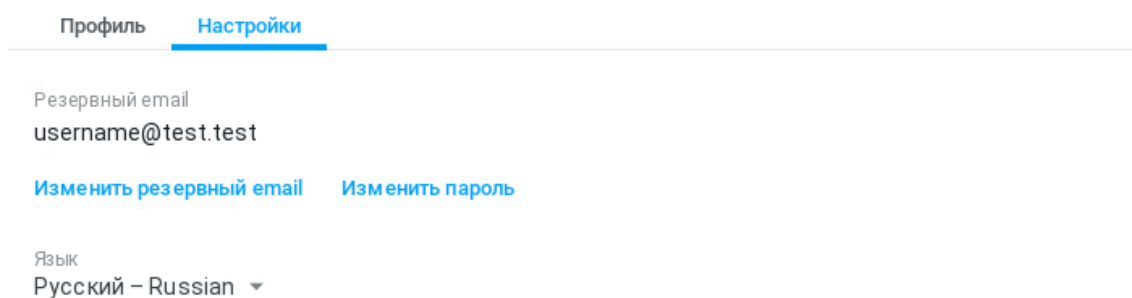 Профиль Настройки
Резервный email
username@test.test
Изменить резервный email Изменить пароль
Язык
Русский – Russian